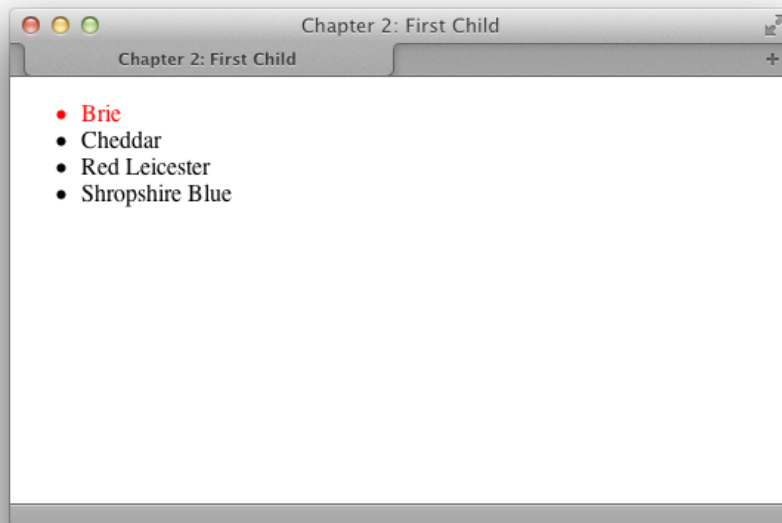 Chapter 2: First Child
Chapter 2: First Child
Brie
Cheddar
Red Leicester
Shropshire Blue